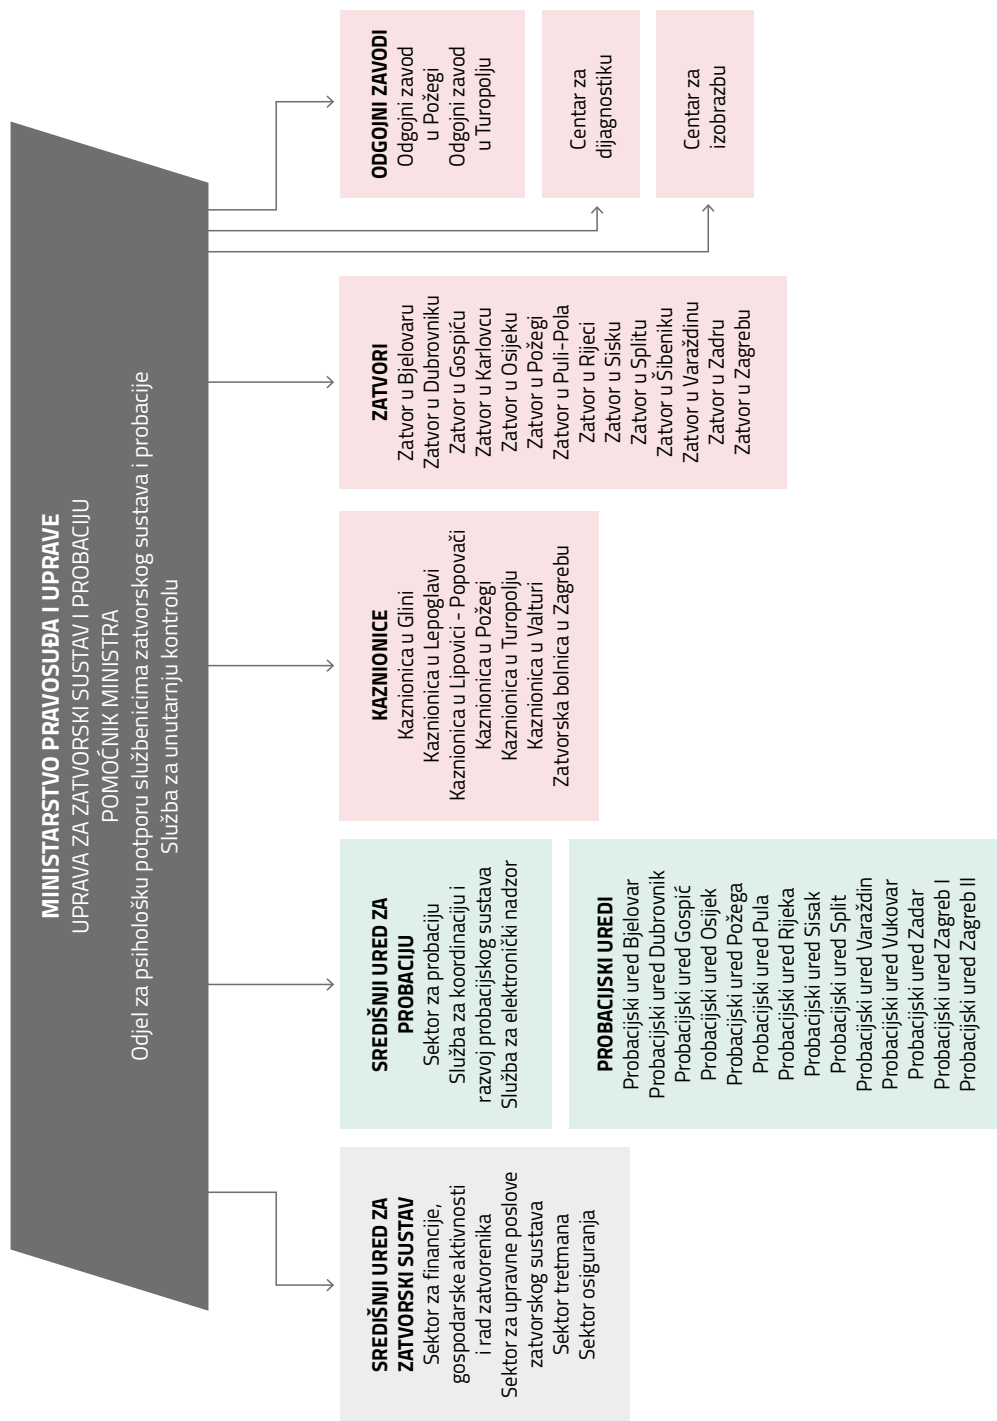 MINISTARSTVO PRAVOSUĐA I UPRAVE
UPRAVA ZA ZATVORSKI SUSTAV I PROBACIJU
POMOĆNIK MINISTRA
Odjel za psihološku potporu službenicima zatvorskog sustava i probacije
Služba za unutarnju kontrolu
SREDIŠNJI URED ZA
ZATVORSKI SUSTAV
Sektor za financije,
gospodarske aktivnosti
i rad zatvorenika
Sektor za upravne poslove
zatvorskog sustava
Sektor tretmana
Sektor osiguranja
SREDIŠNJI URED ZA
PROBACIJU
Sektor za probaciju
Služba za koordinaciju i
razvoj probacijskog sustava
Služba za elektronički nadzor
PROBACIJSKI UREDI
Probacijski ured Bjelovar
Probacijski ured Dubrovnik
Probacijski ured Gospić
Probacijski ured Osijek
Probacijski ured Požega
Probacijski ured Pula
Probacijski ured Rijeka
Probacijski ured Sisak
Probacijski ured Split
Probacijski ured Varaždin
Probacijski ured Vukovar
Probacijski ured Zadar
Probacijski ured Zagreb I
Probacijski ured Zagreb II
KAZNIONICE
Kaznionica u Glini
Kaznionica u Lepoglavi
Kaznionica u Lipovici - Popovači
Kaznionica u Požegi
Kaznionica u Turopolju
Kaznionica u Valturi
Zatvorska bolnica u Zagrebu
ZATVORI
Zatvor u Bjelovaru
Zatvor u Dubrovniku
Zatvor u Gospiću
Zatvor u Karlovcu
Zatvor u Osijeku
Zatvor u Požegi
Zatvor u Puli-Pola
Zatvor u Rijeci
Zatvor u Sisku
Zatvor u Splitu
Zatvor u Šibeniku
Zatvor u Varaždinu
Zatvor u Zadru
Zatvor u Zagrebu
ODGOJNI ZAVODI
Odgojni zavod
u Požegi
Odgojni zavod
u Turopolju
Centar za
dijagnostiku
Centar za
izobrazbu